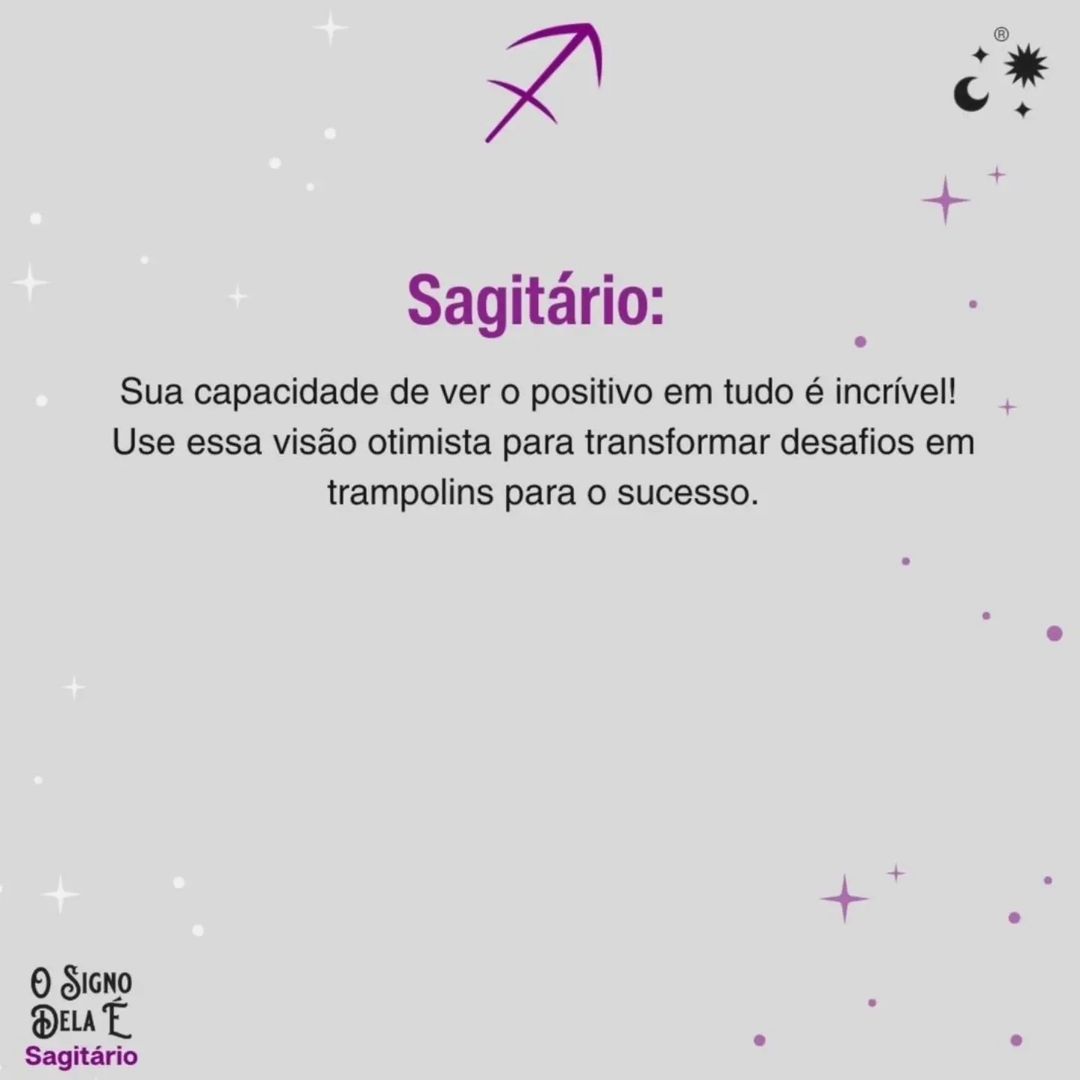 ®
Sagitário:
Sua capacidade de ver o positivo em tudo é incrível!
Use essa visão otimista para transformar desafios em
trampolins para o sucesso.
O Signo
Dela É
Sagitário